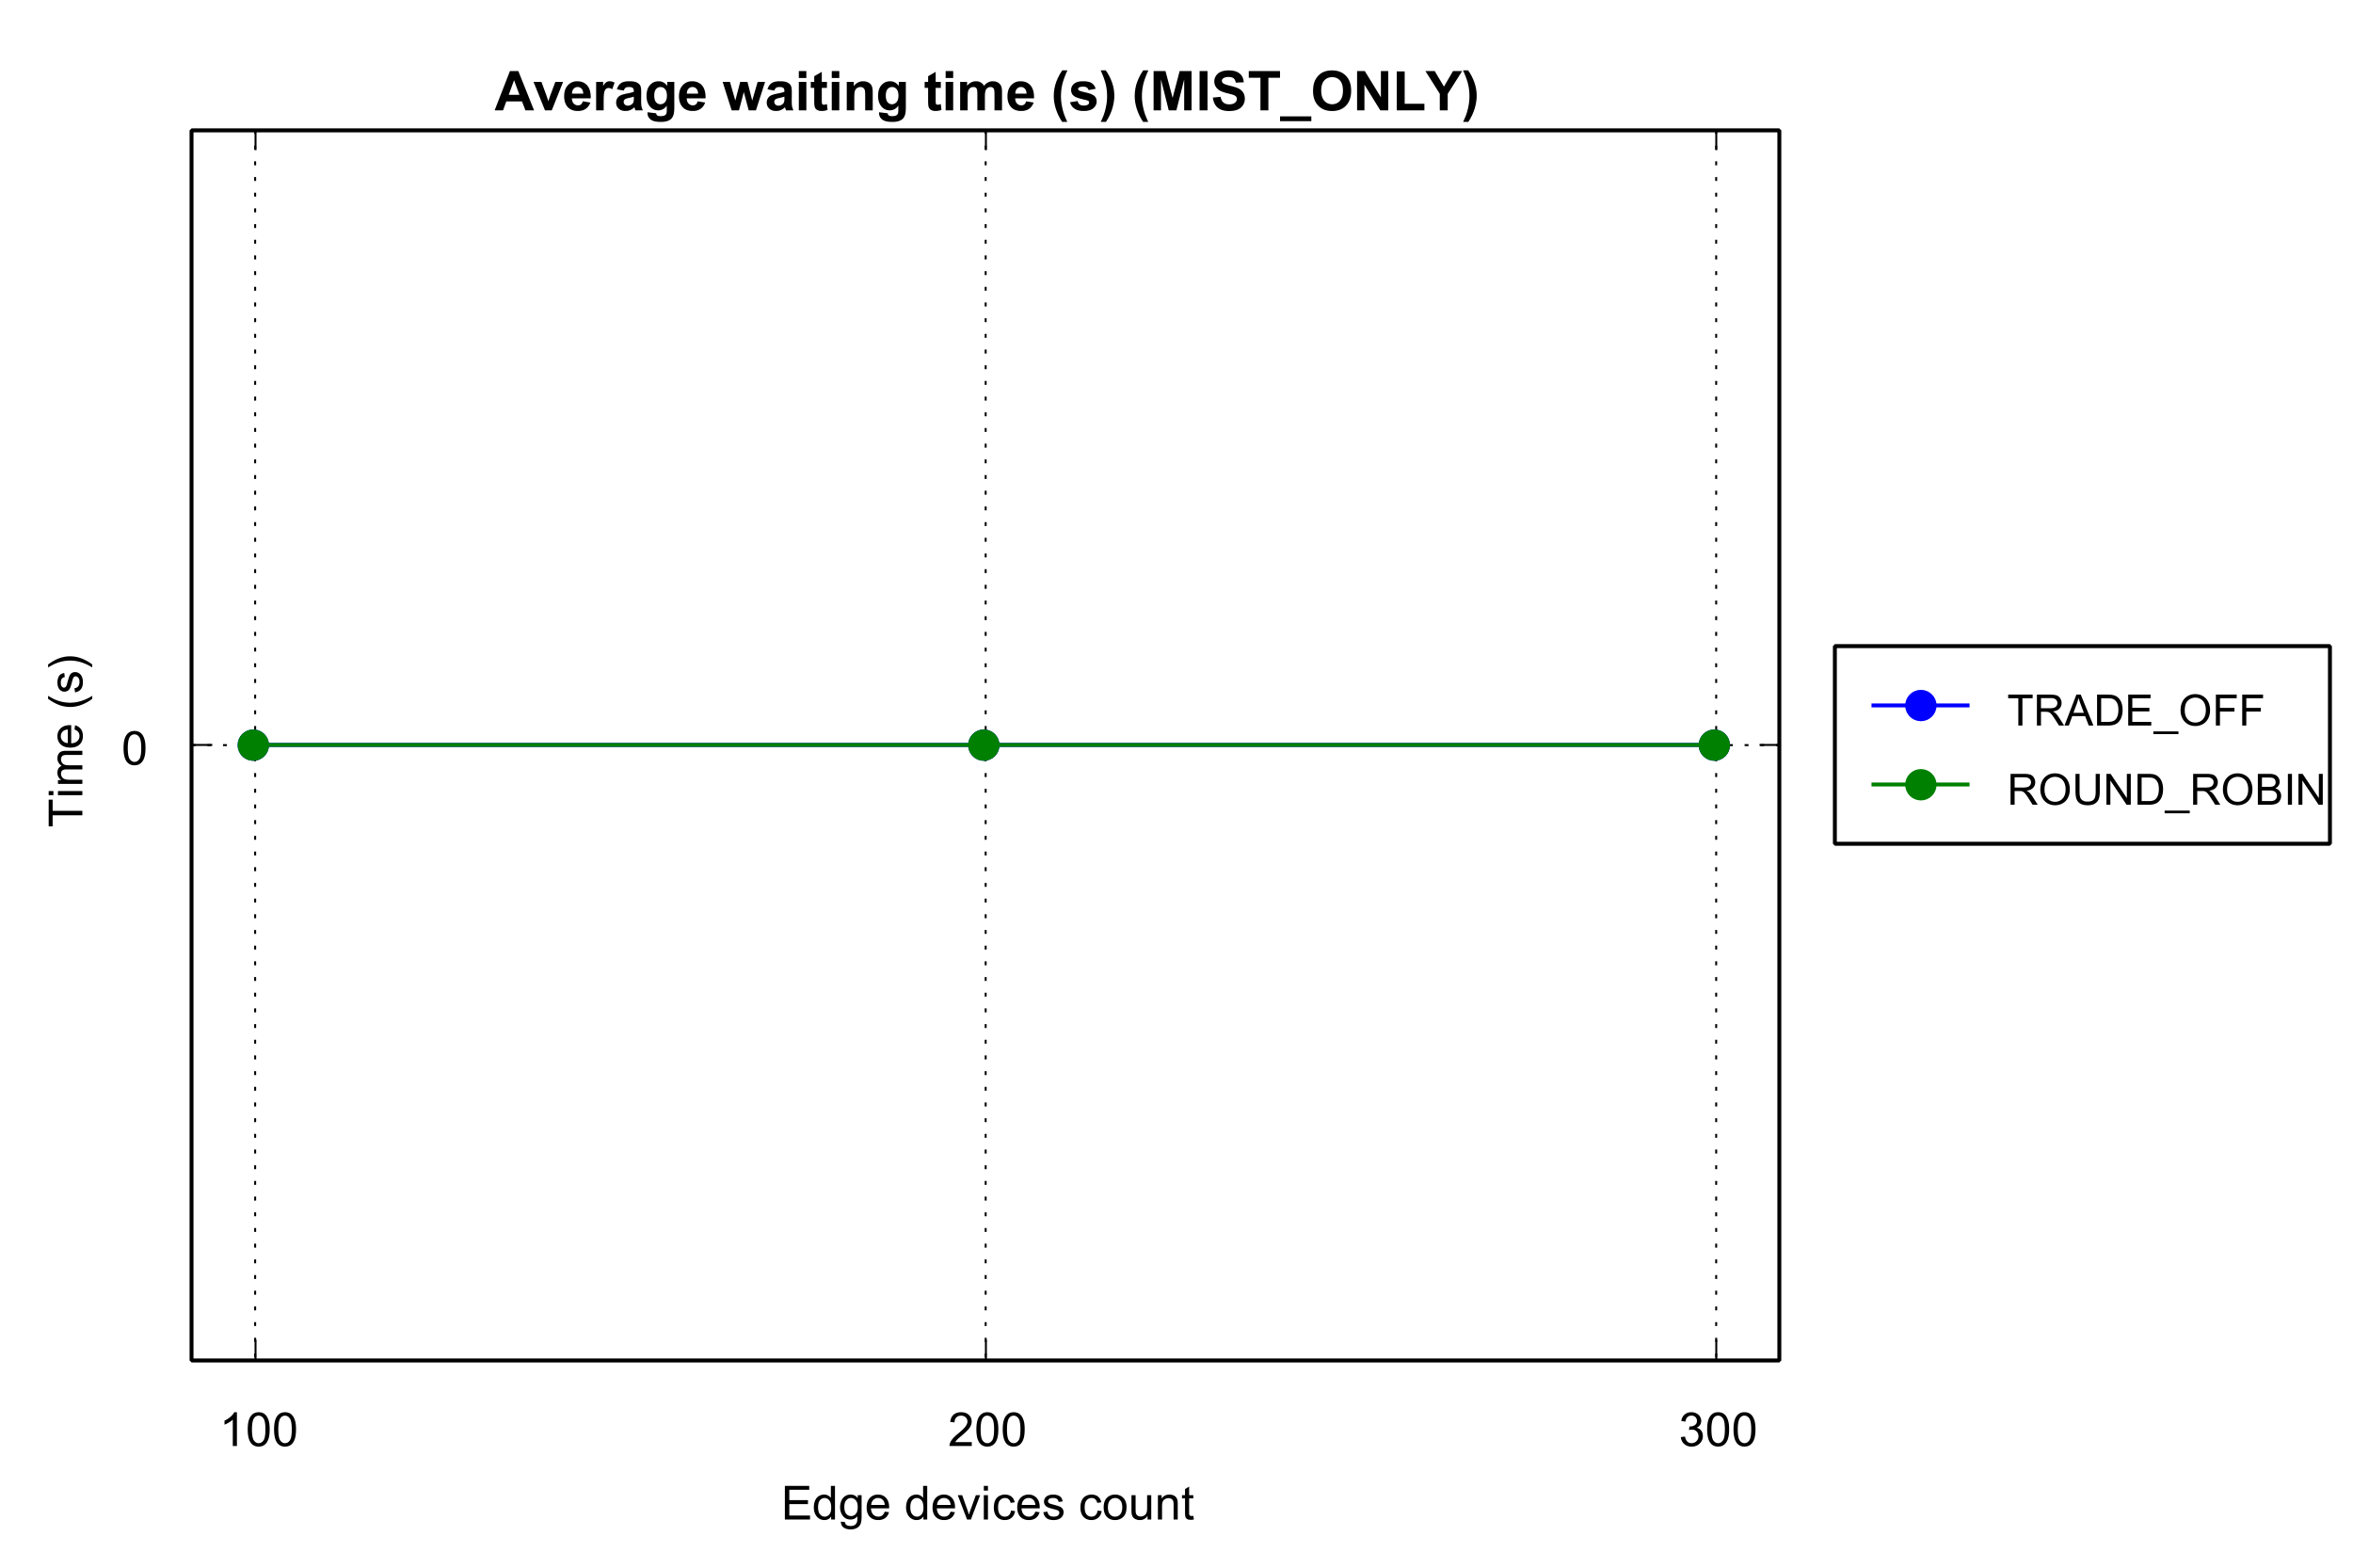 Average waiting time (s) (MIST_ONLY)
Time (s)
0
TRADE_OFF
ROUND_ROBIN
100 200 300
Edge devices count